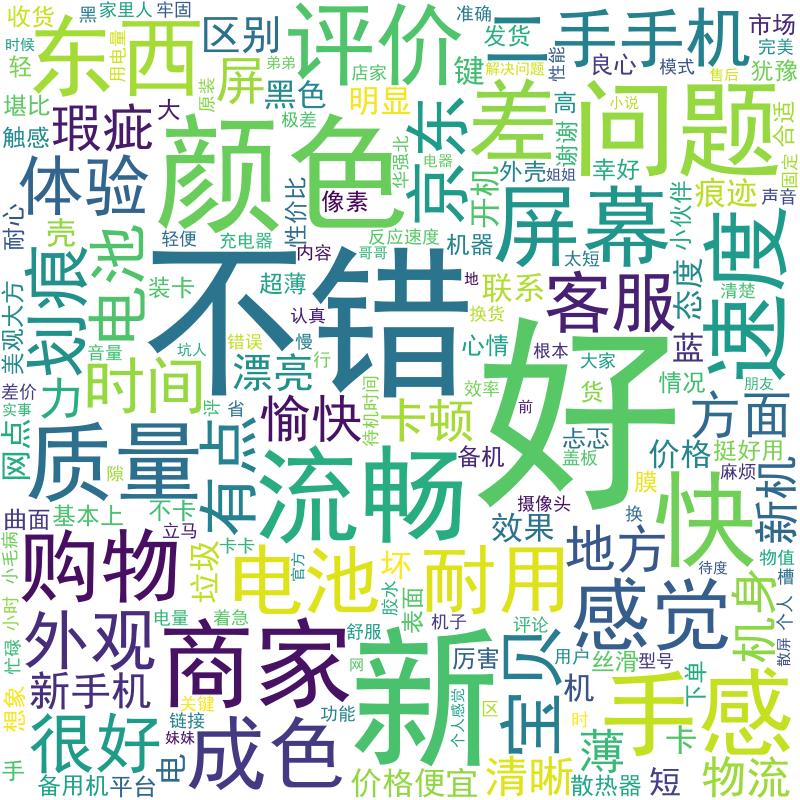 收货
黑
家里人
牢固
区别
评价
二手手机
准确
发货
市场
完美
时候
东西
用电量
弟弟
店家
键
解决问题
性能
良心
模式
售后
犹豫
轻
屏
黑色
明显
堪比
瑕疵
大
原装
极差
京东
差
高
问题
小说
合适
触感
颜色
华强北
电器
谢谢
外壳
姐姐
幸好
固定
体验
像素
开机
屏幕
痕迹
声音
耐心
壳
轻便
充电器
性价比
内容
反应速度
机器
太短
小伙伴
速度
划痕
电池
装卡
超薄
不错
哥哥
地
联系
客服
态度
清楚
美观大方
音量
坑人
错误
认真
慢
换货
心情
根本
大家
蓝
差价
实事
力
时间
漂亮
行
待机时间
效率
货
情况
朋友
网点
评
省
愉快
卡顿
好
前
忐忑
盖板
方面
价格
挺好用
质量
有点
流畅
备机
膜
麻烦
新机
曲面
基本上
不卡
立马
卡卡
摄像头
效果
换
快
物值
小毛病
购物
垃圾
官方
电池
坏
耐用
地方
待度
槽
小时
胶水
表面
感觉
机身
个人
散屏
忙碌
外观
电量
着急
商家
舒服
机子
新
评论
宝贝
厉害
用户
丝滑
型号
想象
新手机
关键
链接
功能
网
个人感觉
区
机
下单
手感
很好
妹妹
成色
时
薄
卡
手
备用机
平台
电
价格便宜
清晰
散热器
短
物流
隙